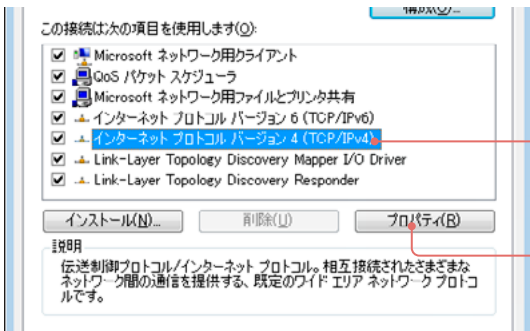 この接続は次の項目を使用します(O):
Microsoft ネットワーク用クライアント
QoS パケット スケジューラ
Microsoft ネットワーク用ファイルとプリンタ共有
インターネット プロトコル バージョン 6 (TCP/IPv6)
インターネット プロトコル バージョン 4 (TCP/IPv4)
Link-Layer Topology Discovery Mapper I/O Driver
Link-Layer Topology Discovery Responder
インストール(N)...
削除(U)
プロパティ(R)
説明
伝送制御プロトコル/インターネット プロトコル。相互接続されたさまざまな
ネットワーク間の通信を提供する、既定のワイド エリア ネットワーク プロトコ
ルです。